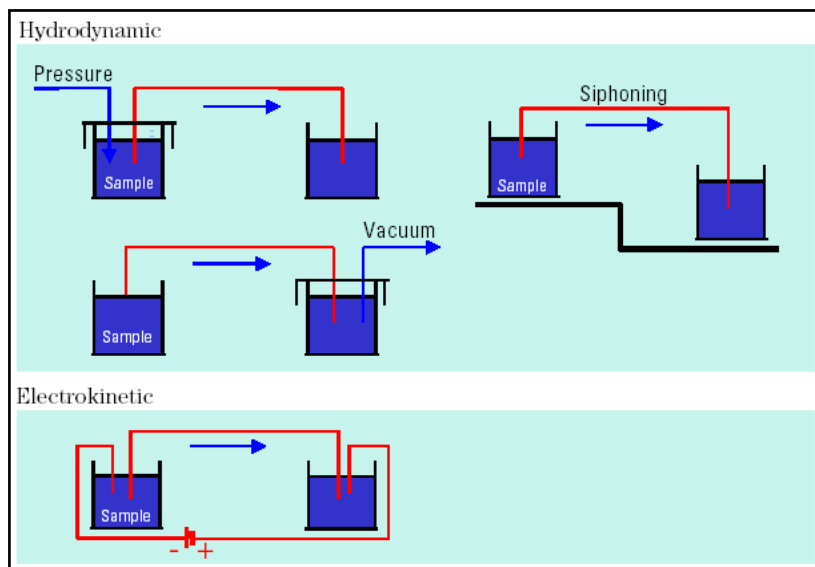 Hydrodynamic
Pressure
Sample
Siphoning
Sample
Vacuum
Sample
Electrokinetic
Sample
- +